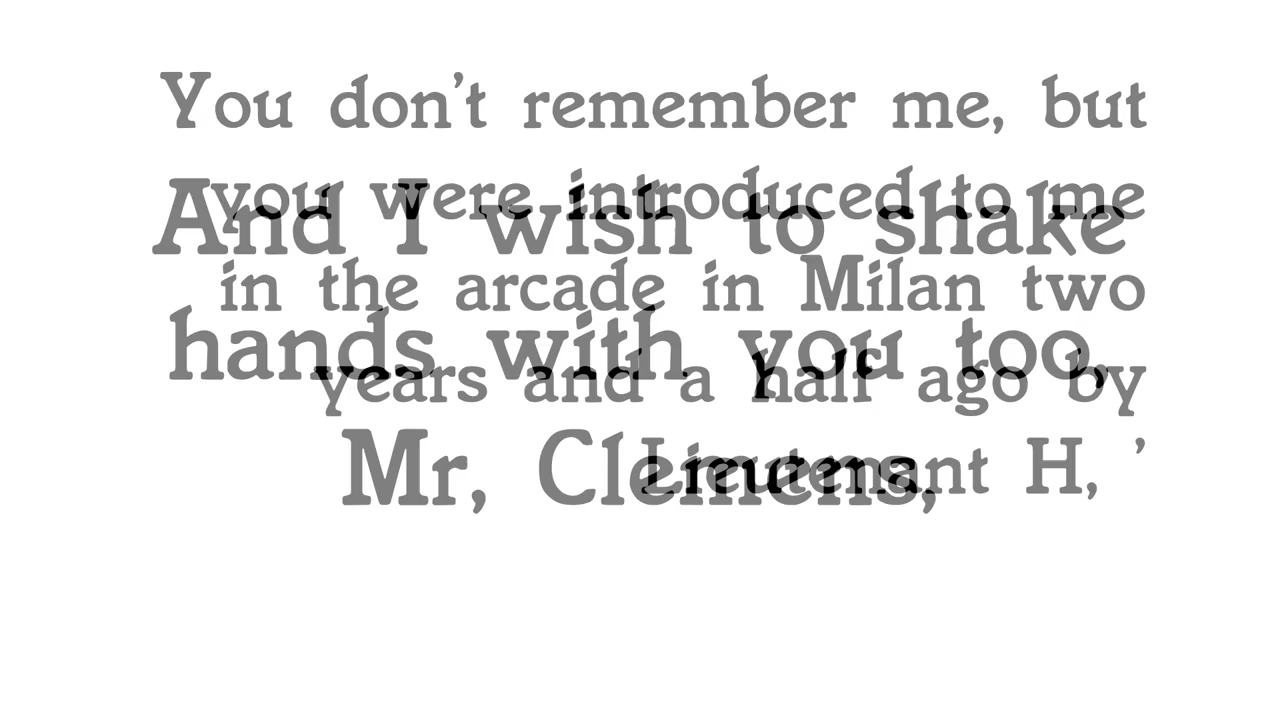 You don't remember me, but
you were introduced to me
in the arcade in Milan two
years and a half ago by
Lieutenant H, ’
And I wish to shake
hands with you too,
Mr, Clemens,